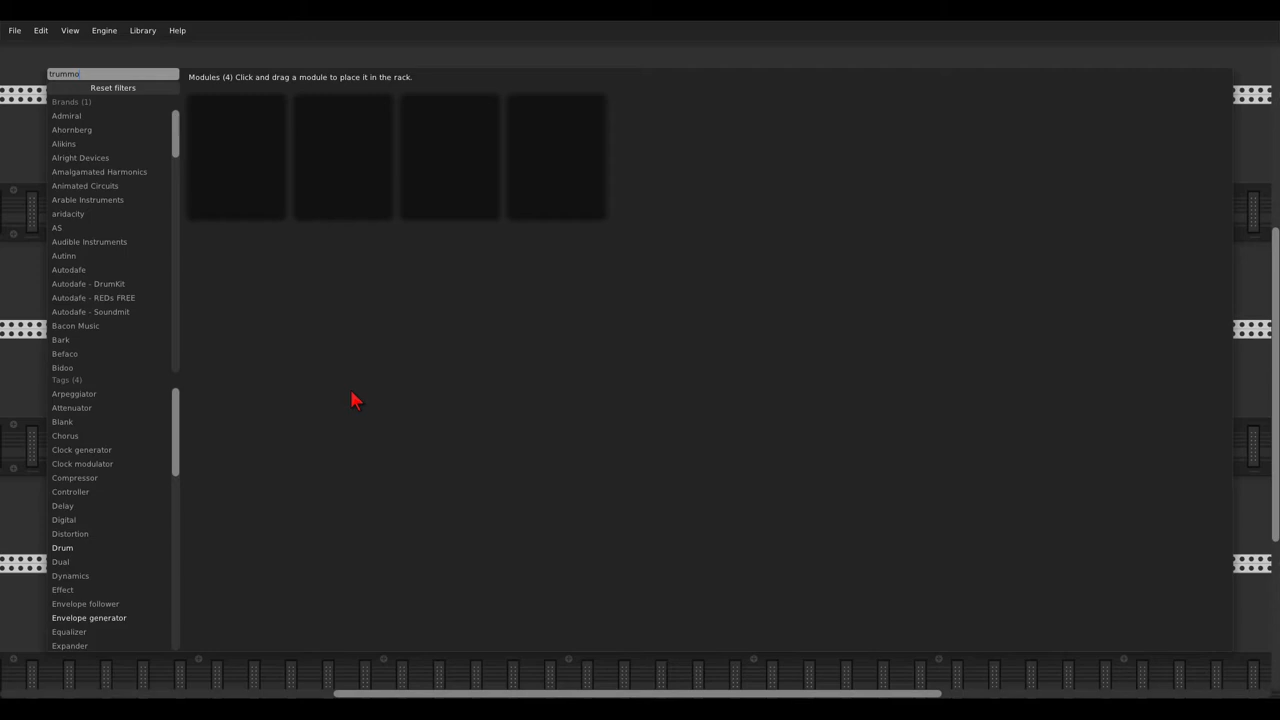 File Edit View Engine Library Help
trummo
Modules (4) Click and drag a module to place it in the rack.
Reset filters
Brands (1)
Admiral
Ahornberg
Alikins
Alright Devices
Amalgamated Harmonics
Animated Circuits
Arable Instruments
aridacity
AS
Audible Instruments
Autinn
Autodafe
Autodafe - DrumKit
Autodafe - REDs FREE
Autodafe - Soundmit
Bacon Music
Bark
Befaco
Bidoo
Tags (4)
Arpeggiator
Attenuator
Blank
Chorus
Clock generator
Clock modulator
Compressor
Controller
Delay
Digital
Distortion
Drum
Dual
Dynamics
Effect
Envelope follower
Envelope generator
Equalizer
Expander